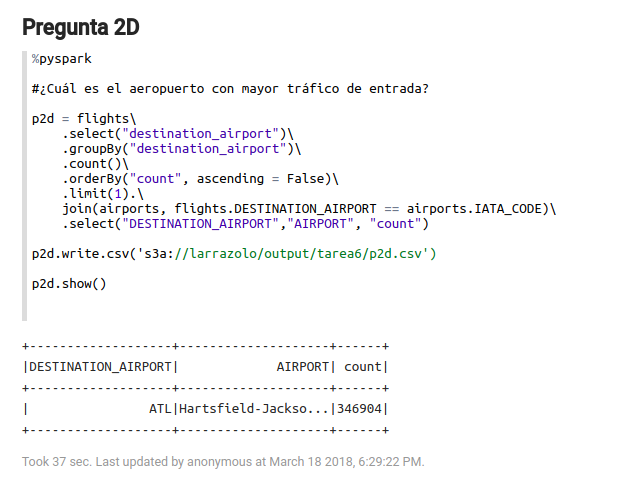 Pregunta 2D
%pyspark
#¿Cuál es el aeropuerto con mayor tráfico de entrada?
p2d = flights\
.select("destination_airport")\
.groupBy("destination_airport")\
.count()\
.orderBy("count", ascending = False)\
.limit(1).\
join(airports, flights.DESTINATION_AIRPORT == airports.IATA_CODE)\
.select("DESTINATION_AIRPORT","AIRPORT", "count")
p2d.write.csv('s3a://larrazolo/output/tarea6/p2d.csv')
p2d.show()
+-------------------+--------------------+------+
|DESTINATION_AIRPORT|             AIRPORT| count|
+-------------------+--------------------+------+
|                ATL|Hartsfield-Jackso...|346904|
+-------------------+--------------------+------+
Took 37 sec. Last updated by anonymous at March 18 2018, 6:29:22 PM.